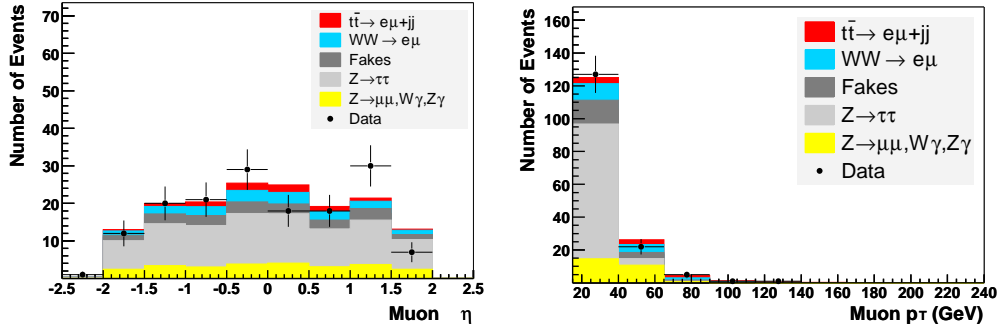 Number of Events
70
60
50
40
30
20
10
-2.5 -2 -1.5 -1 -0.5 0 0.5 1 1.5 2 2.5
Muon η
tt̄→ eμ+jj
WW → eμ
Fakes
Z→ττ
Z→μμ,Wγ,Zγ
Data
Number of Events
160
140
120
100
80
60
40
20
0
20 40 60 80 100 120 140 160 180 200 220 240
Muon pT (GeV)
tt̄→ eμ+jj
WW → eμ
Fakes
Z→ττ
Z→μμ,Wγ,Zγ
Data